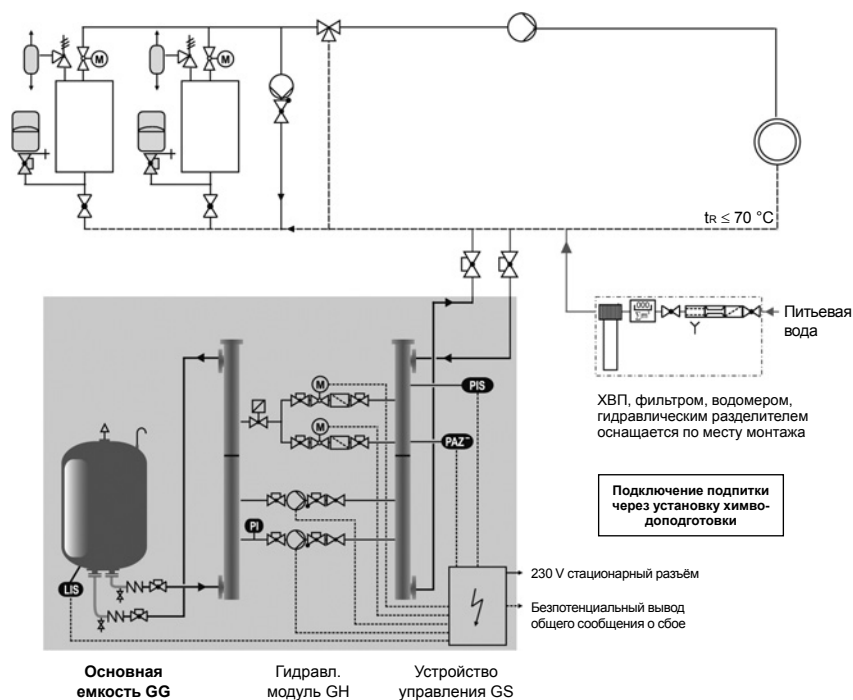 M
M
tR ≤ 70 °C
000
m³
Питьевая
вода
ХВП, фильтром, водомером,
гидравлическим разделителем
оснащается по месту монтажа
Подключение подпитки
через установку химво-
доподготовки
M
PIS
M
PAZ⁻
PI
LIS
230 V стационарный разъём
Безпотенциальный вывод
общего сообщения о сбое
Основная
емкость GG
Гидравл.
модуль GH
Устройство
управления GS